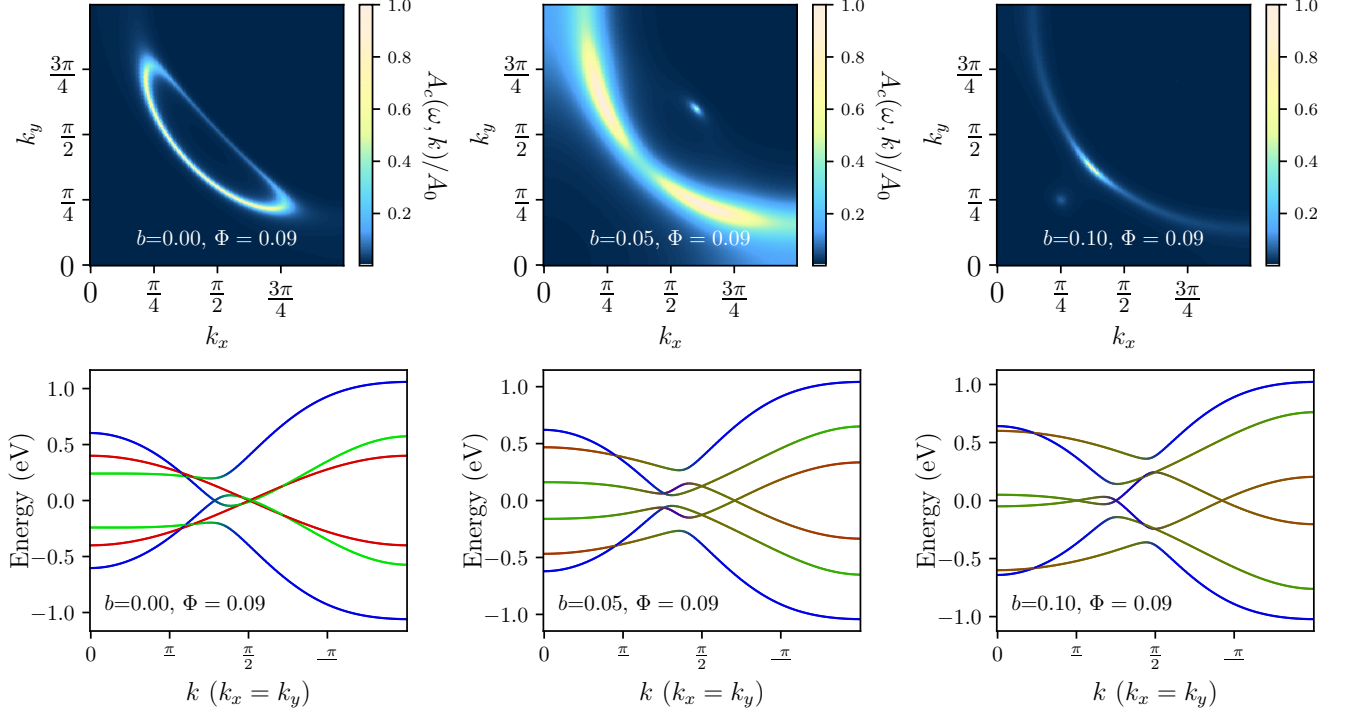 1.0
0.8
0.6
0.4
0.2
A_c(ω, k)/A_0
3π/4
π/2
π/4
0
k_y
b=0.00, Φ = 0.09
0
π/4
π/2
3π/4
k_x
1.0
0.8
0.6
0.4
0.2
A_c(ω, k)/A_0
3π/4
π/2
π/4
0
k_y
b=0.05, Φ = 0.09
0
π/4
π/2
3π/4
k_x
1.0
0.8
0.6
0.4
0.2
3π/4
π/2
π/4
0
k_y
b=0.10, Φ = 0.09
0
π/4
π/2
3π/4
k_x
1.0
0.5
0.0
−0.5
−1.0
Energy (eV)
b=0.00, Φ = 0.09
0
π
π/2
π
k (k_x = k_y)
1.0
0.5
0.0
−0.5
−1.0
Energy (eV)
b=0.05, Φ = 0.09
0
π
π/2
π
k (k_x = k_y)
1.0
0.5
0.0
−0.5
−1.0
Energy (eV)
b=0.10, Φ = 0.09
0
π
π/2
π
k (k_x = k_y)